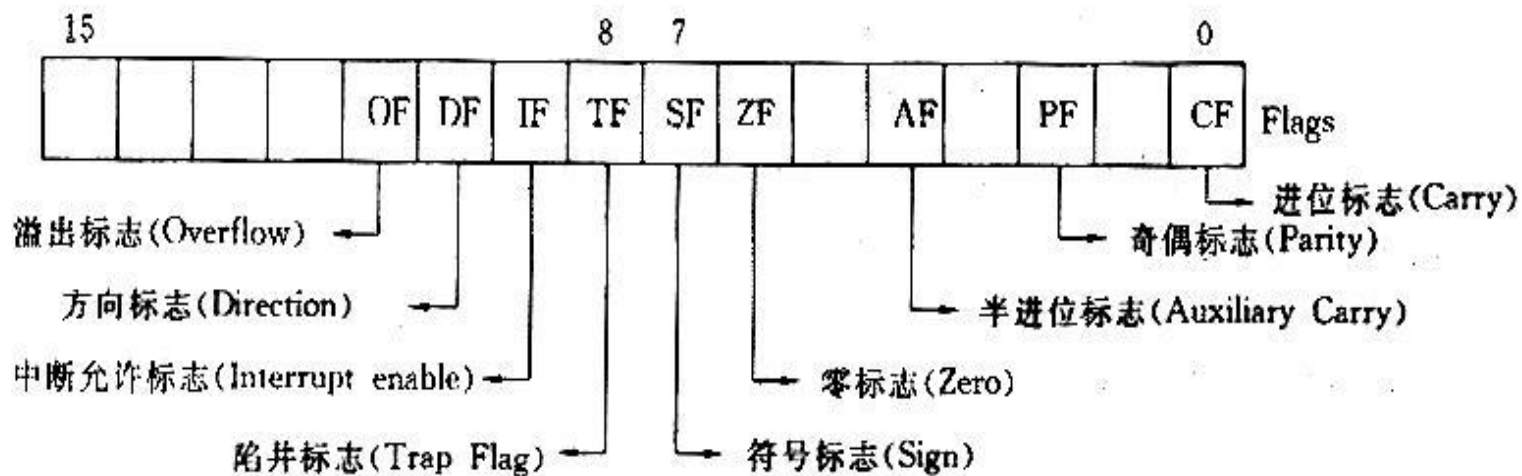 15 8 7 0
OF DF IF TF SF ZF AF PF CF Flags
进位标志(Carry)
溢出标志(Overflow) 奇偶标志(Parity)
方向标志(Direction) 半进位标志(Auxiliary Carry)
中断允许标志(Interrupt enable) 零标志(Zero)
陷井标志(Trap Flag) 符号标志(Sign)